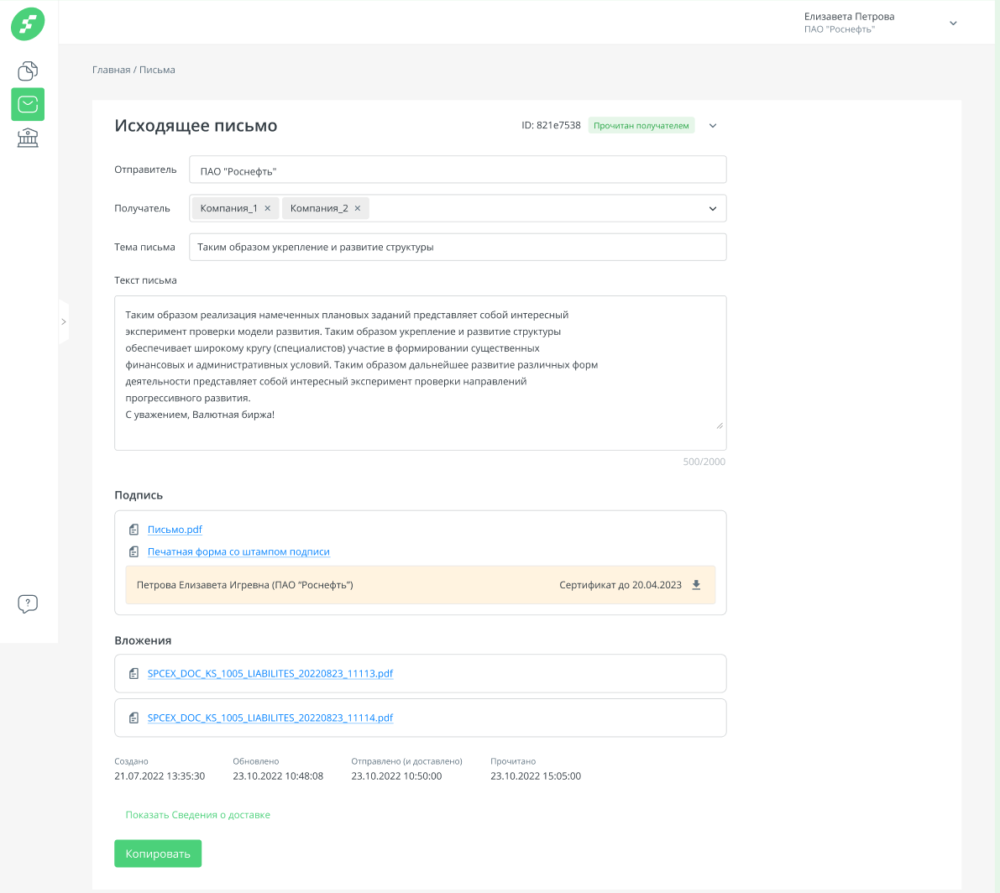 Елизавета Петрова
ПАО "Роснефть"
Главная / Письма
Исходящее письмо
ID: 821e7538
Прочитан получателем
Отправитель
ПАО "Роснефть"
Получатель
Компания_1 ×
Компания_2 ×
Тема письма
Таким образом укрепление и развитие структуры
Текст письма
Таким образом реализация намеченных плановых заданий представляет собой интересный
эксперимент проверки модели развития. Таким образом укрепление и развитие структуры
обеспечивает широкому кругу (специалистов) участие в формировании существенных
финансовых и административных условий. Таким образом дальнейшее развитие различных форм
деятельности представляет собой интересный эксперимент проверки направлений
прогрессивного развития.
С уважением, Валютная биржа!
500/2000
Подпись
Письмо.pdf
Печатная форма со штампом подписи
Петрова Елизавета Игревна (ПАО "Роснефть")
Сертификат до 20.04.2023
Вложения
SPCEX_DOC_KS_1005_LIABILITES_20220823_11113.pdf
SPCEX_DOC_KS_1005_LIABILITES_20220823_11114.pdf
Создано
21.07.2022 13:35:30
Обновлено
23.10.2022 10:48:08
Отправлено (и доставлено)
23.10.2022 10:50:00
Прочитано
23.10.2022 15:05:00
Показать Сведения о доставке
Копировать